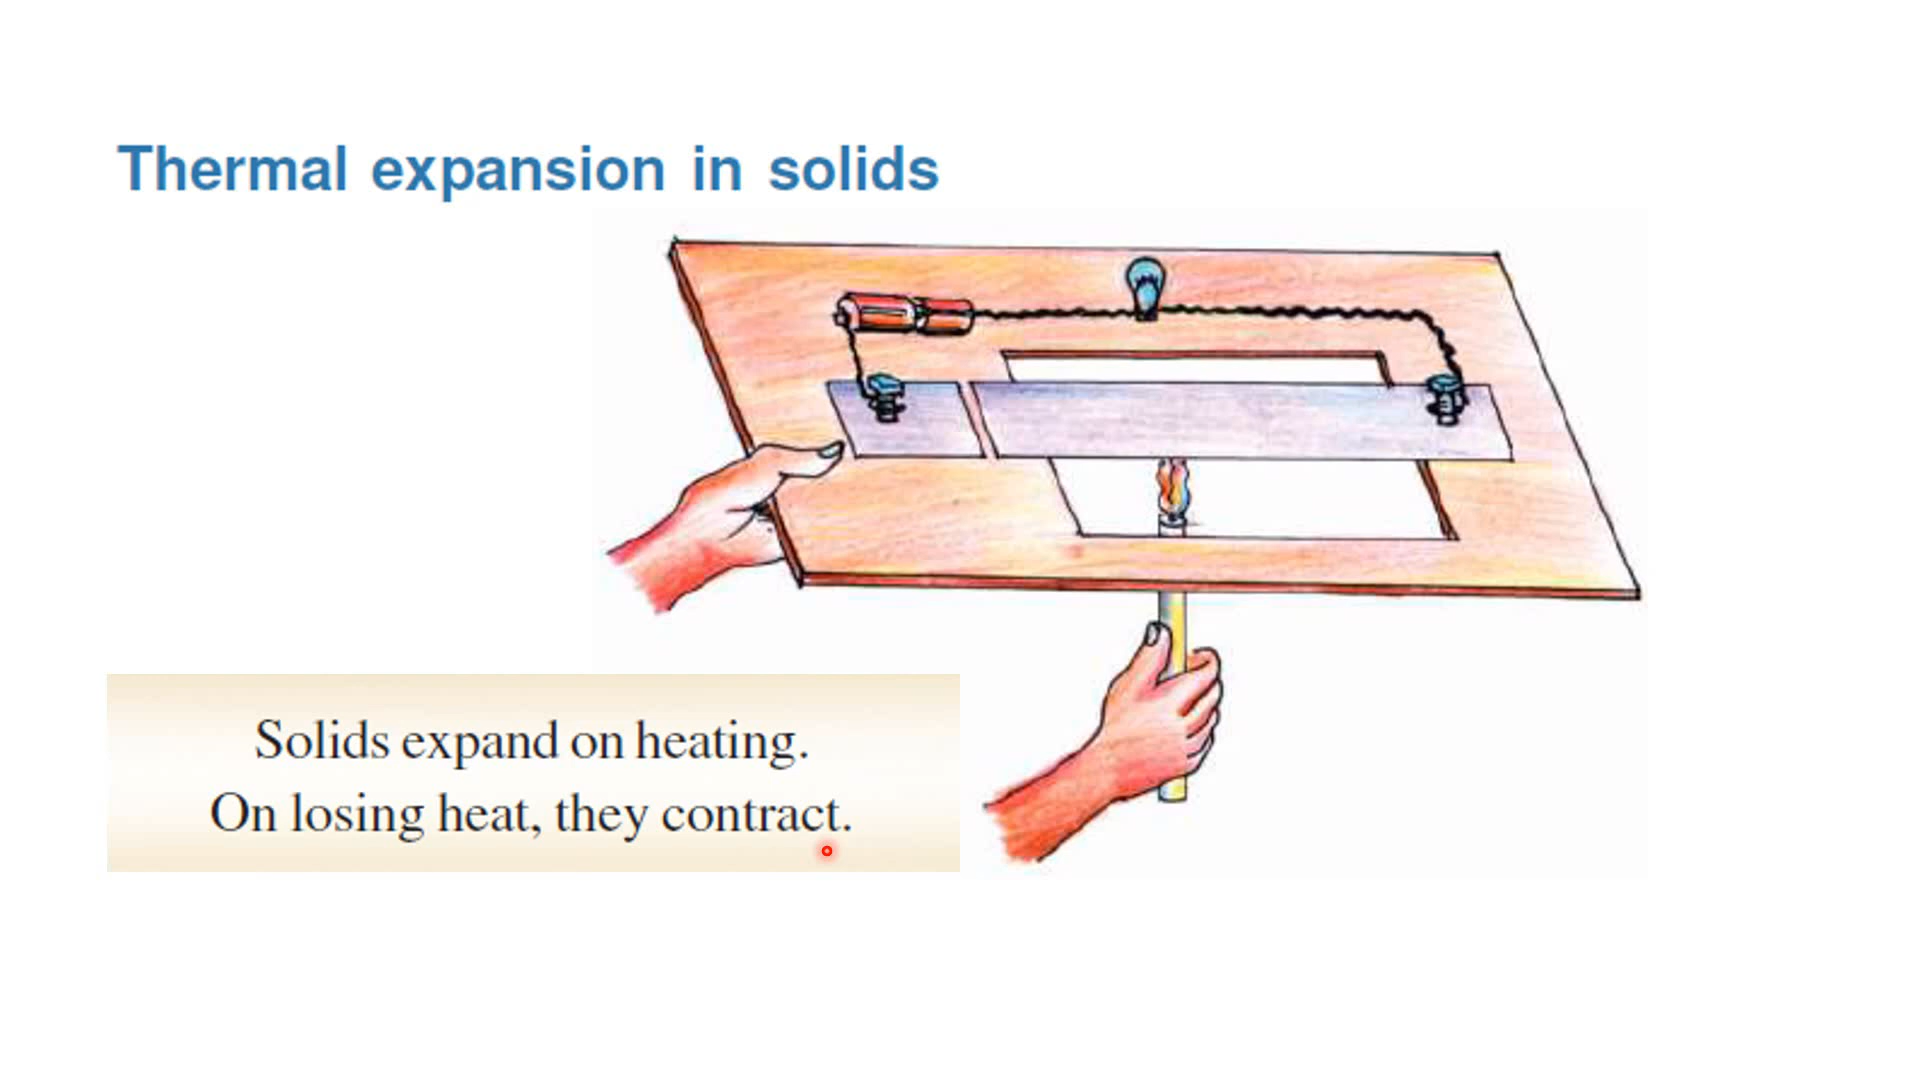 Thermal expansion in solids
Solids expand on heating.
On losing heat, they contract.